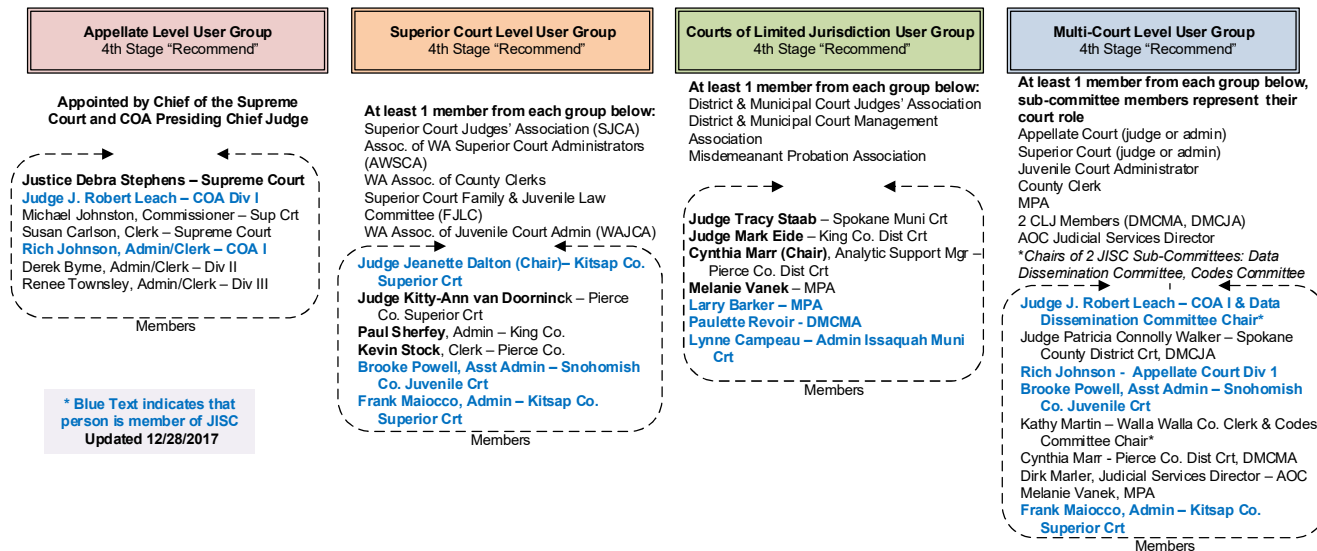 Appellate Level User Group
4th Stage “Recommend”
Appointed by Chief of the Supreme
Court and COA Presiding Chief Judge
Justice Debra Stephens – Supreme Court
Judge J. Robert Leach – COA Div I
Michael Johnston, Commissioner – Sup Crt
Susan Carlson, Clerk – Supreme Court
Rich Johnson, Admin/Clerk – COA I
Derek Byrne, Admin/Clerk – Div II
Renee Townsley, Admin/Clerk – Div III
Members
* Blue Text indicates that
person is member of JISC
Updated 12/28/2017
Superior Court Level User Group
4th Stage “Recommend”
At least 1 member from each group below:
Superior Court Judges’ Association (SJCA)
Assoc. of WA Superior Court Administrators
(AWSCA)
WA Assoc. of County Clerks
Superior Court Family & Juvenile Law
Committee (FJLC)
WA Assoc. of Juvenile Court Admin (WAJCA)
Judge Jeanette Dalton (Chair)– Kitsap Co.
Superior Crt
Judge Kitty-Ann van Doorninck – Pierce
Co. Superior Crt
Paul Sherfey, Admin – King Co.
Kevin Stock, Clerk – Pierce Co.
Brooke Powell, Asst Admin – Snohomish
Co. Juvenile Crt
Frank Maiocco, Admin – Kitsap Co.
Superior Crt
Members
Courts of Limited Jurisdiction User Group
4th Stage “Recommend”
At least 1 member from each group below:
District & Municipal Court Judges’ Association
District & Municipal Court Management
Association
Misdemeanant Probation Association
Judge Tracy Staab – Spokane Muni Crt
Judge Mark Eide – King Co. Dist Crt
Cynthia Marr (Chair), Analytic Support Mgr –
Pierce Co. Dist Crt
Melanie Vanek – MPA
Larry Barker – MPA
Paulette Revoir - DMCMA
Lynne Campeau – Admin Issaquah Muni
Crt
Members
Multi-Court Level User Group
4th Stage “Recommend”
At least 1 member from each group below,
sub-committee members represent their
court role
Appellate Court (judge or admin)
Superior Court (judge or admin)
Juvenile Court Administrator
County Clerk
MPA
2 CLJ Members (DMCMA, DMCJA)
AOC Judicial Services Director
*Chairs of 2 JISC Sub-Committees: Data
Dissemination Committee, Codes Committee
Judge J. Robert Leach – COA I & Data
Dissemination Committee Chair*
Judge Patricia Connolly Walker – Spokane
County District Crt, DMCJA
Rich Johnson - Appellate Court Div 1
Brooke Powell, Asst Admin – Snohomish
Co. Juvenile Crt
Kathy Martin – Walla Walla Co. Clerk & Codes
Committee Chair*
Cynthia Marr - Pierce Co. Dist Crt, DMCMA
Dirk Marler, Judicial Services Director – AOC
Melanie Vanek, MPA
Frank Maiocco, Admin – Kitsap Co.
Superior Crt
Members